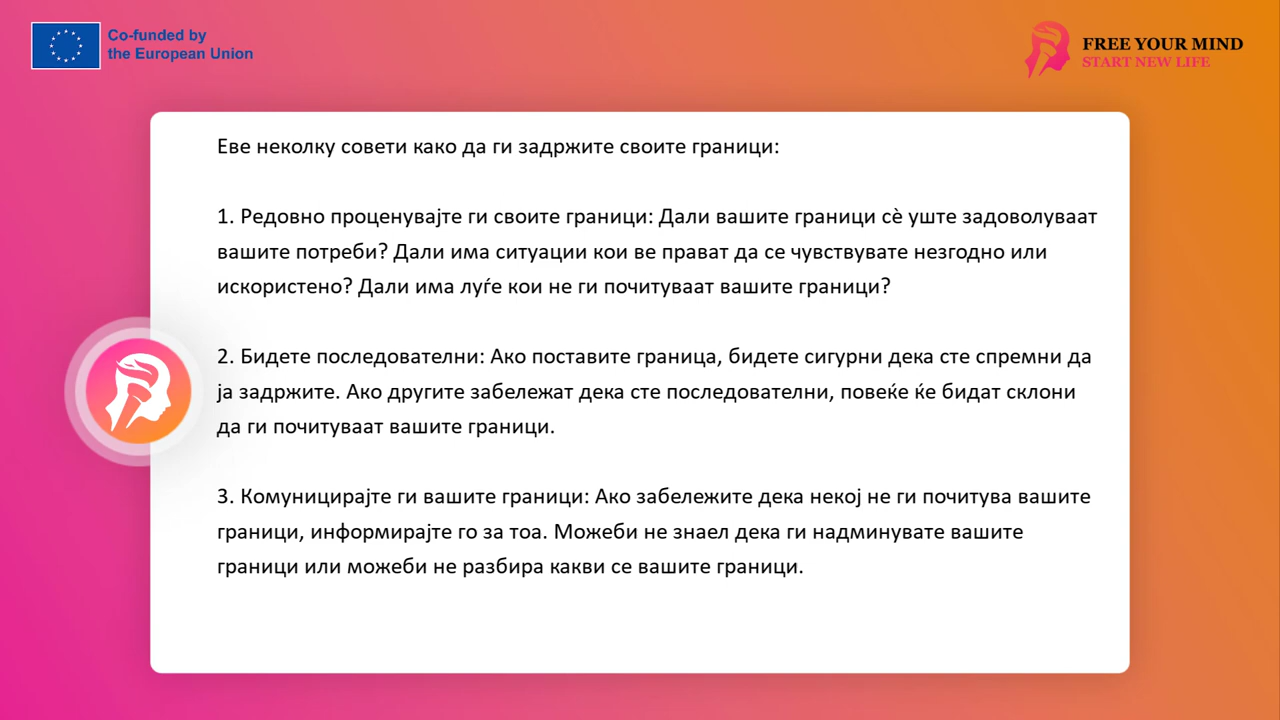 Co-funded by
the European Union
FREE YOUR MIND
START NEW LIFE
Еве неколку совети како да ги задржите своите граници:
1. Редовно проценувајте ги своите граници: Дали вашите граници сѐ уште задоволуваат
вашите потреби? Дали има ситуации кои ве прават да се чувствувате незгодно или
искористено? Дали има луѓе кои не ги почитуваат вашите граници?
2. Бидете последователни: Ако поставите граница, бидете сигурни дека сте спремни да
ја задржите. Ако другите забележат дека сте последователни, повеќе ќе бидат склони
да ги почитуваат вашите граници.
3. Комуницирајте ги вашите граници: Ако забележите дека некој не ги почитува вашите
граници, информирајте го за тоа. Можеби не знаел дека ги надминувате вашите
граници или можеби не разбира какви се вашите граници.